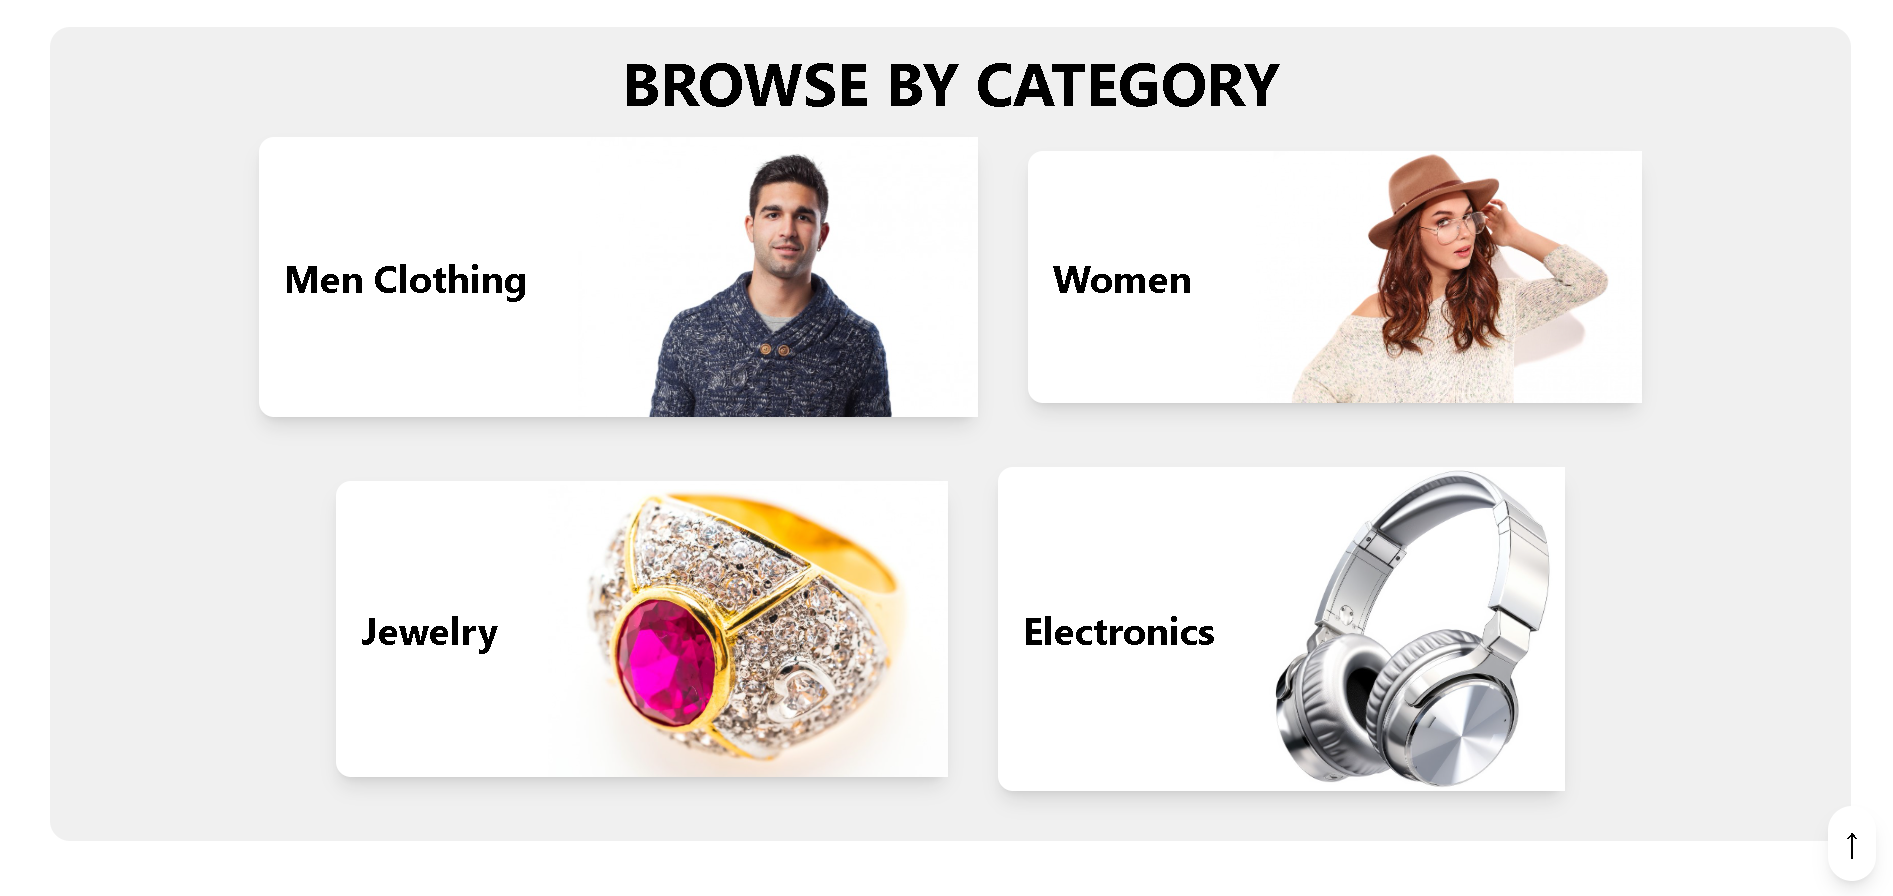 BROWSE BY CATEGORY
Men Clothing
Women
Jewelry
Electronics
↑